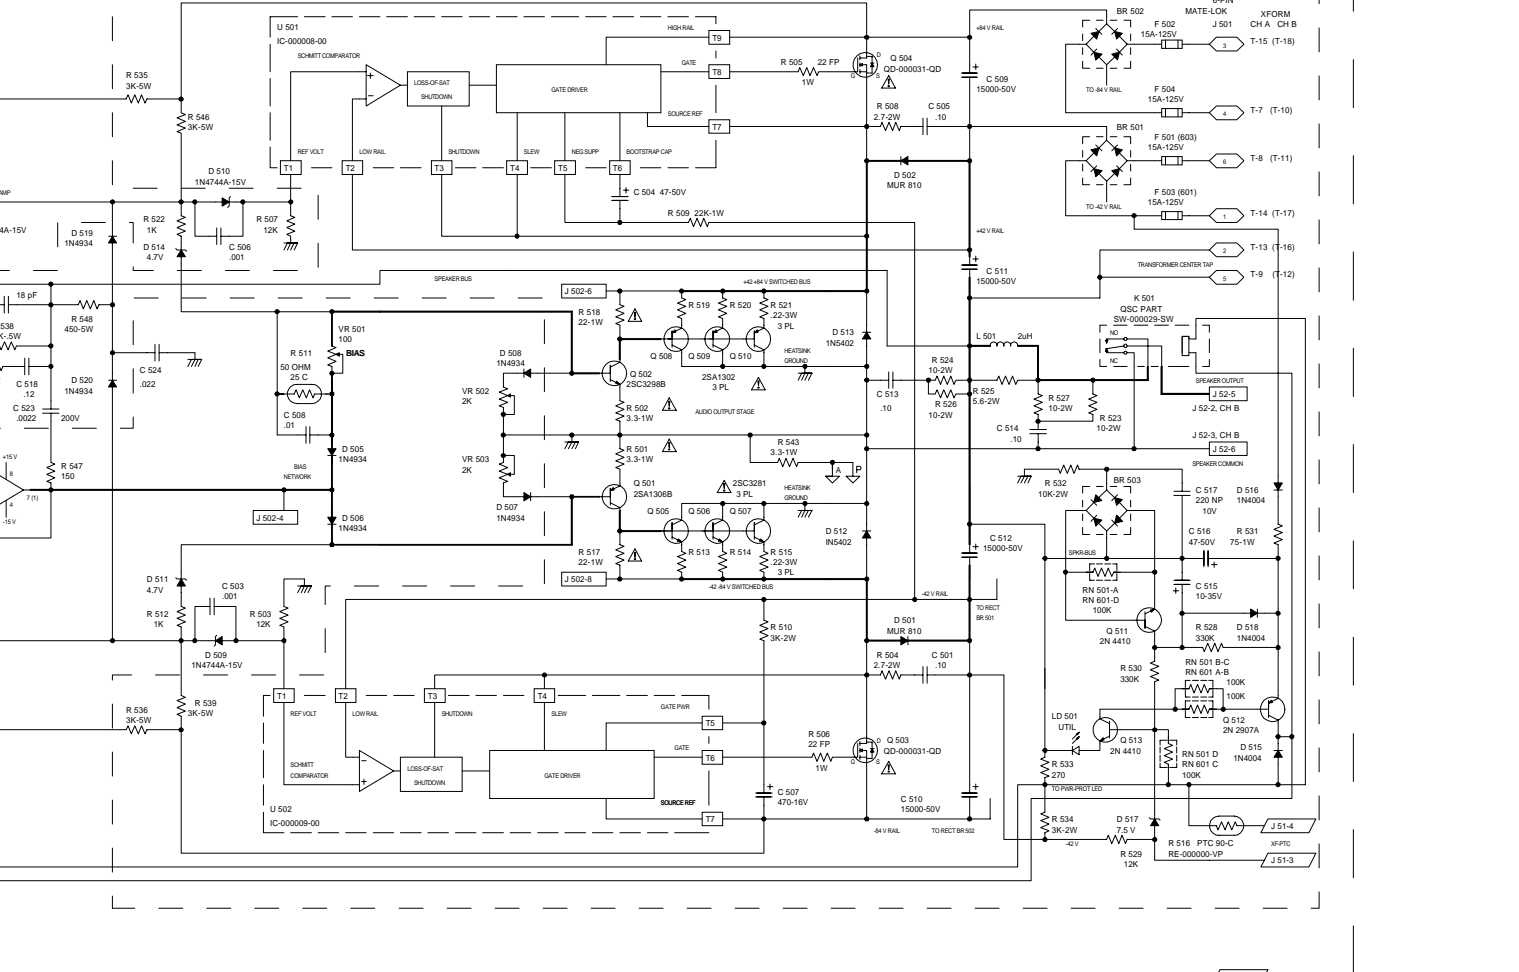 6-PIN
MATE-LOK
J 501
XFORM
CH A CH B
BR 502
F 502
15A-125V
3
T-15 (T-18)
U 501
IC-000008-00
HIGH RAIL
T9
+84 V RAIL
SCHMITT COMPARATOR
+
−
LOSS-OF-SAT
SHUTDOWN
GATE DRIVER
GATE
T8
R 505
22 FP
1W
D
G
S
Q 504
QD-000031-QD
C 509
15000-50V
TO -84 V RAIL
F 504
15A-125V
4
T-7 (T-10)
R 535
3K-5W
R 546
3K-5W
SOURCE REF
T7
R 508
2.7-2W
C 505
.10
BR 501
F 501 (603)
15A-125V
6
T-8 (T-11)
REF VOLT
LOW RAIL
SHUTDOWN
SLEW
NEG SUPP
BOOTSTRAP CAP
T1
T2
T3
T4
T5
T6
D 502
MUR 810
D 510
1N4744A-15V
C 504 47-50V
TO -42 V RAIL
F 503 (601)
15A-125V
1
T-14 (T-17)
AMP
4A-15V
D 519
1N4934
R 522
1K
D 514
4.7V
C 506
.001
R 507
12K
R 509 22K-1W
+42 V RAIL
2
T-13 (T-16)
TRANSFORMER CENTER TAP
5
T-9 (T-12)
C 511
15000-50V
SPEAKER BUS
+42 +84 V SWITCHED BUS
J 502-6
18 pF
R 548
450-5W
538
K-.5W
C 518
.12
C 523
.0022
200V
D 520
1N4934
C 524
.022
VR 501
100
BIAS
R 511
50 OHM
25 C
C 508
.01
D 508
1N4934
VR 502
2K
R 518
22-1W
R 519
R 520
R 521
.22-3W
3 PL
Q 508
Q 509
Q 510
2SA1302
3 PL
HEATSINK
GROUND
Q 502
2SC3298B
R 502
3.3-1W
AUDIO OUTPUT STAGE
D 513
1N5402
L 501
2uH
K 501
QSC PART
SW-000029-SW
NO
NC
R 524
10-2W
R 526
10-2W
C 513
.10
R 525
5.6-2W
R 527
10-2W
R 523
10-2W
C 514
.10
SPEAKER OUTPUT
J 52-5
J 52-2, CH B
J 52-3, CH B
J 52-6
SPEAKER COMMON
R 547
150
+15 V
8
7 (1)
4
-15 V
BIAS
NETWORK
J 502-4
D 505
1N4934
D 506
1N4934
VR 503
2K
D 507
1N4934
R 501
3.3-1W
R 543
3.3-1W
A
P
Q 501
2SA1306B
2SC3281
3 PL
HEATSINK
GROUND
Q 505
Q 506
Q 507
R 517
22-1W
R 513
R 514
R 515
.22-3W
3 PL
J 502-8
-42 -84 V SWITCHED BUS
D 512
IN5402
C 512
15000-50V
R 532
10K-2W
BR 503
C 517
220 NP
10V
D 516
1N4004
C 516
47-50V
R 531
75-1W
SPKR-BUS
RN 501-A
RN 601-D
100K
C 515
10-35V
D 511
4.7V
R 512
1K
C 503
.001
R 503
12K
D 509
1N4744A-15V
-42 V RAIL
TO RECT
BR 501
R 510
3K-2W
D 501
MUR 810
Q 511
2N 4410
R 528
330K
D 518
1N4004
R 504
2.7-2W
C 501
.10
R 530
330K
RN 501 B-C
RN 601 A-B
100K
100K
R 536
3K-5W
R 539
3K-5W
T1
T2
T3
T4
REF VOLT
LOW RAIL
SHUTDOWN
SLEW
GATE PWR
T5
GATE
T6
SCHMITT
COMPARATOR
−
+
LOSS-OF-SAT
SHUTDOWN
GATE DRIVER
R 506
22 FP
1W
D
G
S
Q 503
QD-000031-QD
LD 501
UTIL
Q 513
2N 4410
Q 512
2N 2907A
RN 501 D
RN 601 C
100K
D 515
1N4004
R 533
270
TO PWR-PROT LED
U 502
IC-000009-00
SOURCE REF
T7
C 507
470-16V
C 510
15000-50V
-84 V RAIL
TO RECT BR 502
R 534
3K-2W
-42 V
D 517
7.5 V
R 529
12K
R 516 PTC 90-C
RE-000000-VP
J 51-4
XF-PTC
J 51-3